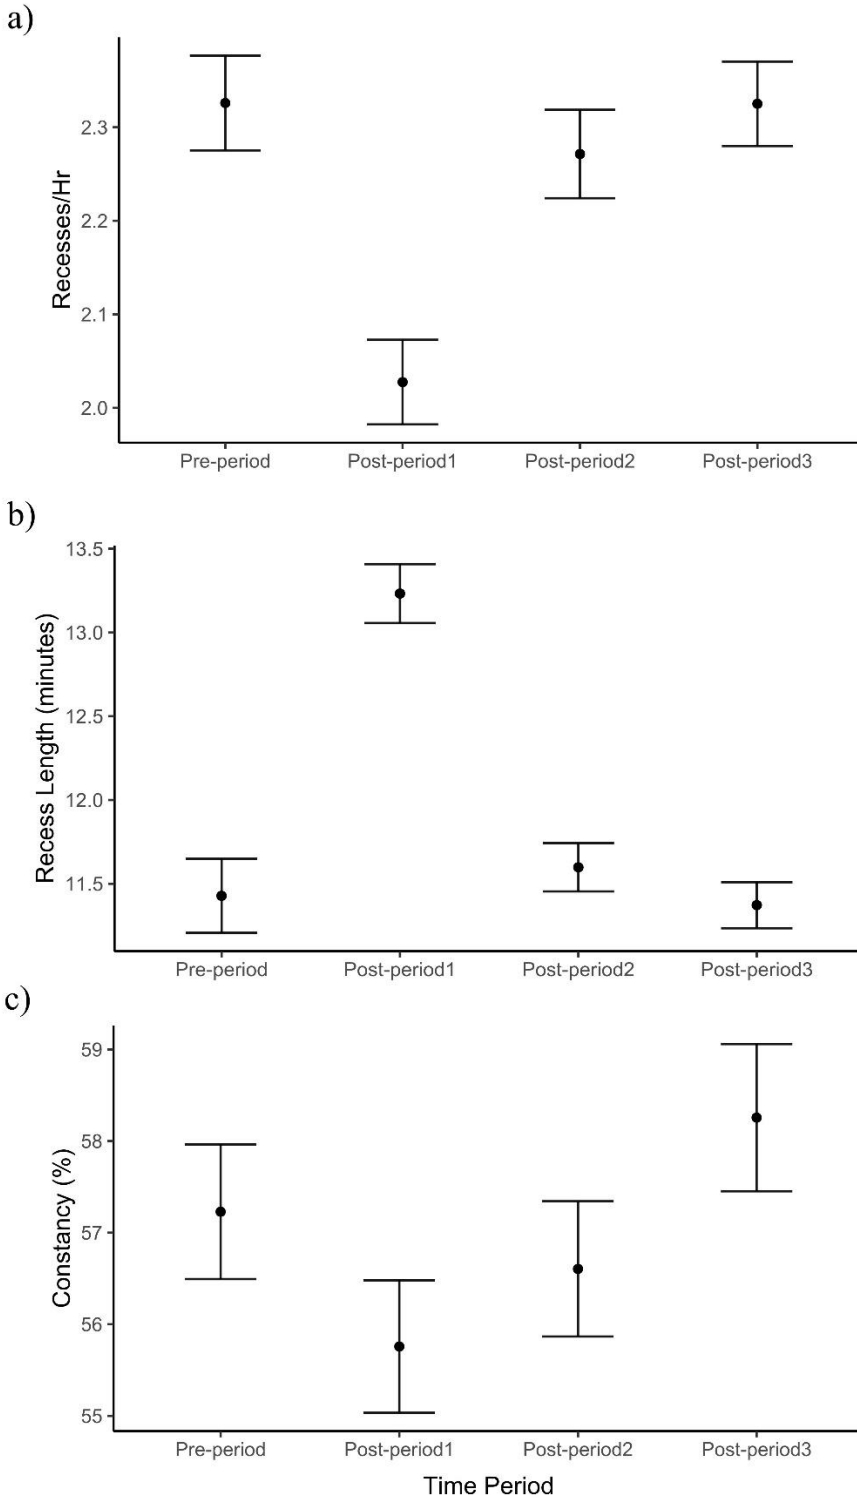 a)
Recesses/Hr
2.3
2.2
2.1
2.0
Pre-period Post-period1 Post-period2 Post-period3
b)
Recess Length (minutes)
13.5
13.0
12.5
12.0
11.5
Pre-period Post-period1 Post-period2 Post-period3
c)
Constancy (%)
59
58
57
56
55
Pre-period Post-period1 Post-period2 Post-period3
Time Period